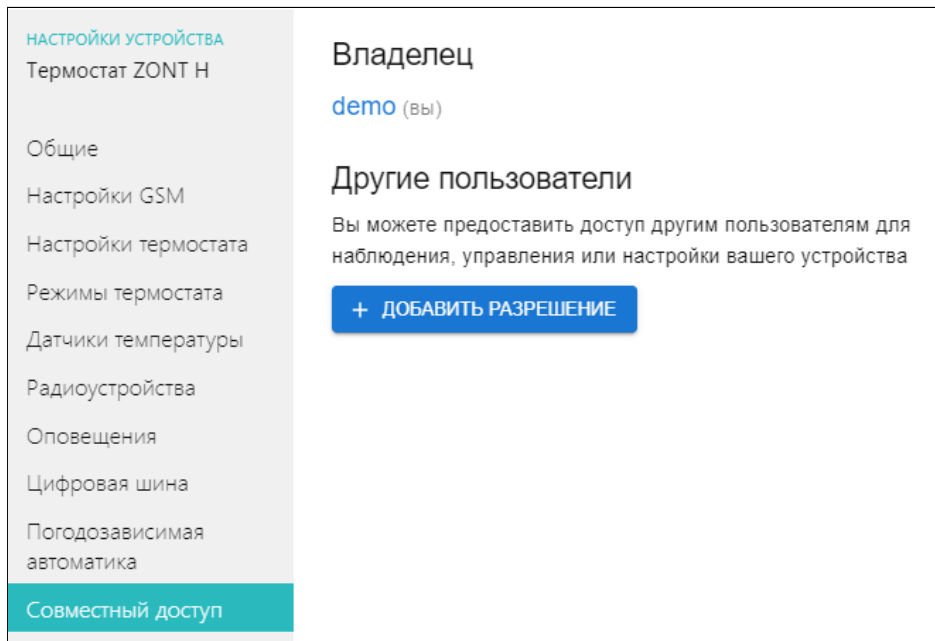 НАСТРОЙКИ УСТРОЙСТВА
Термостат ZONT H
Общие
Настройки GSM
Настройки термостата
Режимы термостата
Датчики температуры
Радиоустройства
Оповещения
Цифровая шина
Погодозависимая
автоматика
Совместный доступ
Владелец
demo (вы)
Другие пользователи
Вы можете предоставить доступ другим пользователям для
наблюдения, управления или настройки вашего устройства
+ ДОБАВИТЬ РАЗРЕШЕНИЕ